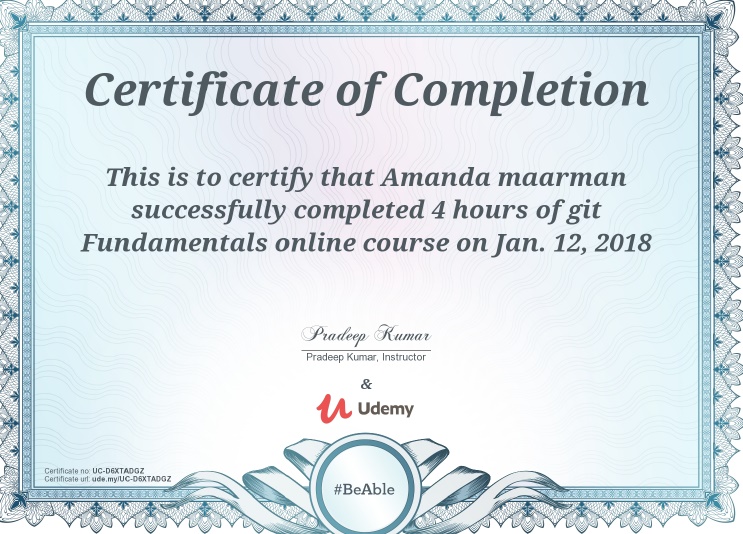 Certificate of Completion
This is to certify that Amanda maarman
successfully completed 4 hours of git
Fundamentals online course on Jan. 12, 2018
Pradeep Kumar
Pradeep Kumar, Instructor
&
Udemy
Certificate no: UC-D6XTADGZ
Certificate url: ude.my/UC-D6XTADGZ
#BeAble